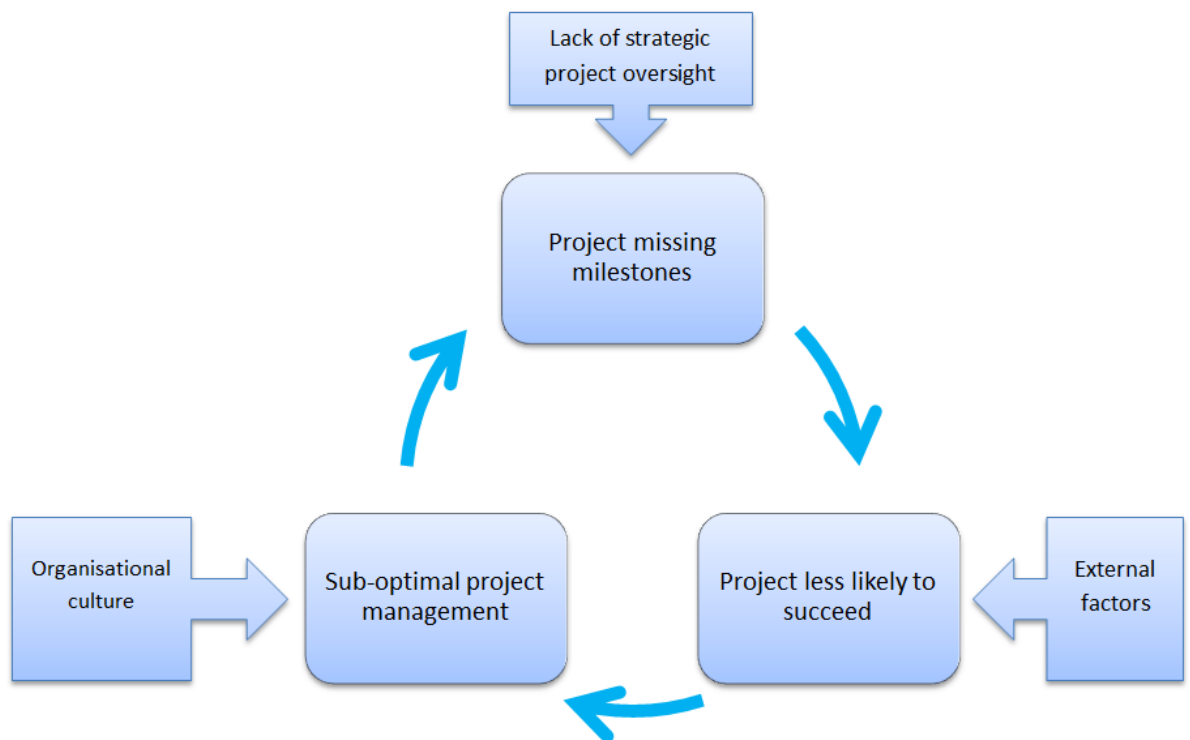 Lack of strategic
project oversight
Project missing
milestones
Organisational
culture
Sub-optimal project
management
Project less likely to
succeed
External
factors